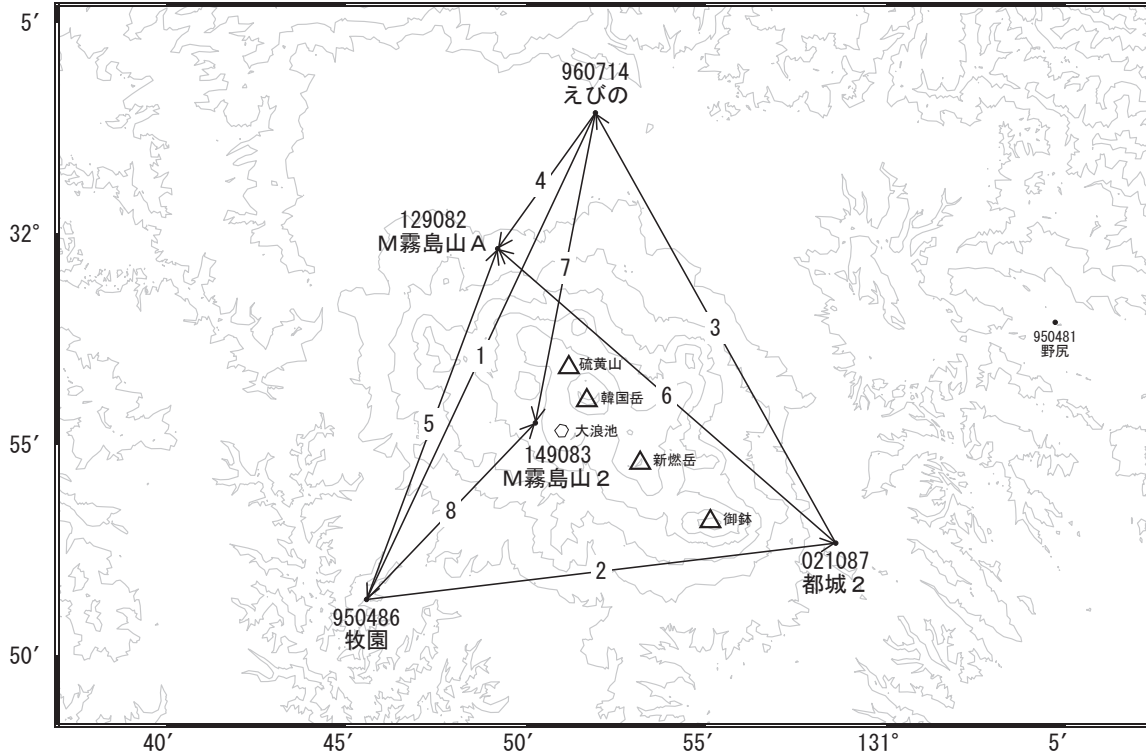 5′
960714
えびの
4
129082
M霧島山A
32°
7
3
950481
野尻
1
硫黄山
6
韓国岳
5
大浪池
55′
149083
M霧島山2
新燃岳
8
御鉢
021087
都城2
2
950486
牧園
50′
40′
45′
50′
55′
131°
5′